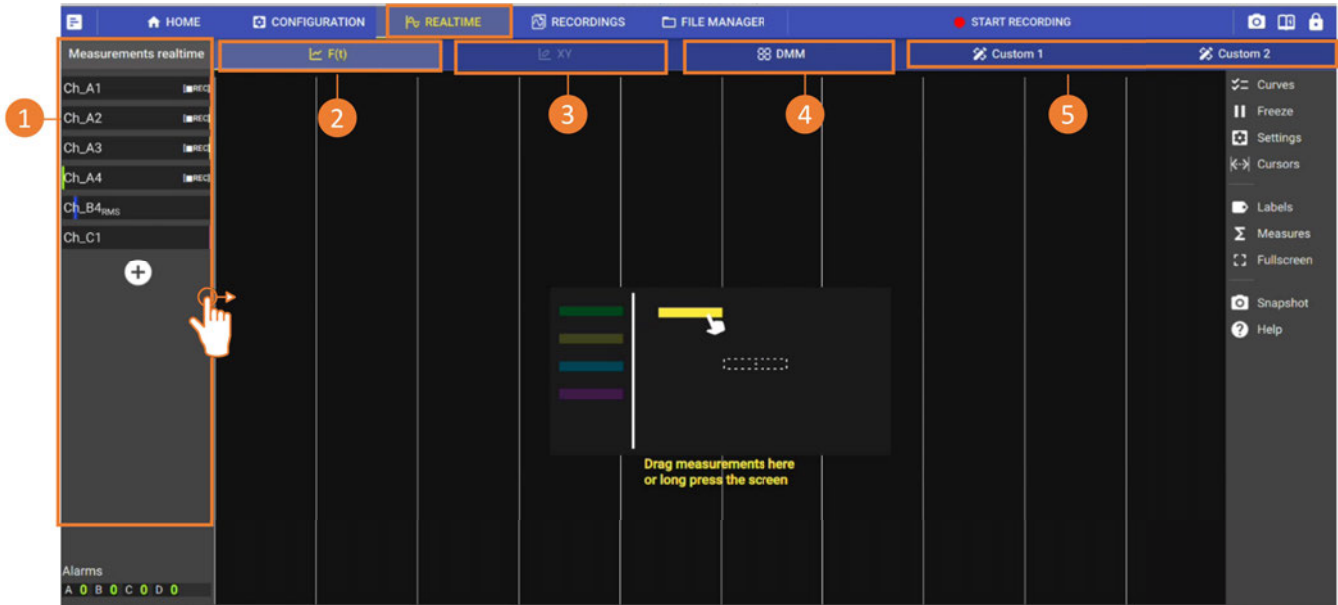 HOME CONFIGURATION REALTIME RECORDINGS FILE MANAGER START RECORDING
Measurements realtime F(t) XY DMM Custom 1 Custom 2
2 3 4 5
1
Ch_A1 REC
Ch_A2 REC
Ch_A3 REC
Ch_A4 REC
Ch_B4RMS
Ch_C1
Curves
Freeze
Settings
Cursors
Labels
Measures
Fullscreen
Snapshot
Help
Drag measurements here
or long press the screen
Alarms
A 0 B 0 C 0 D 0